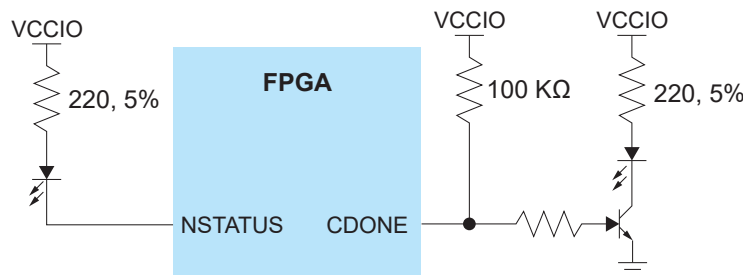 VCCIO
220, 5%
FPGA
NSTATUS
CDONE
VCCIO
100 KΩ
VCCIO
220, 5%